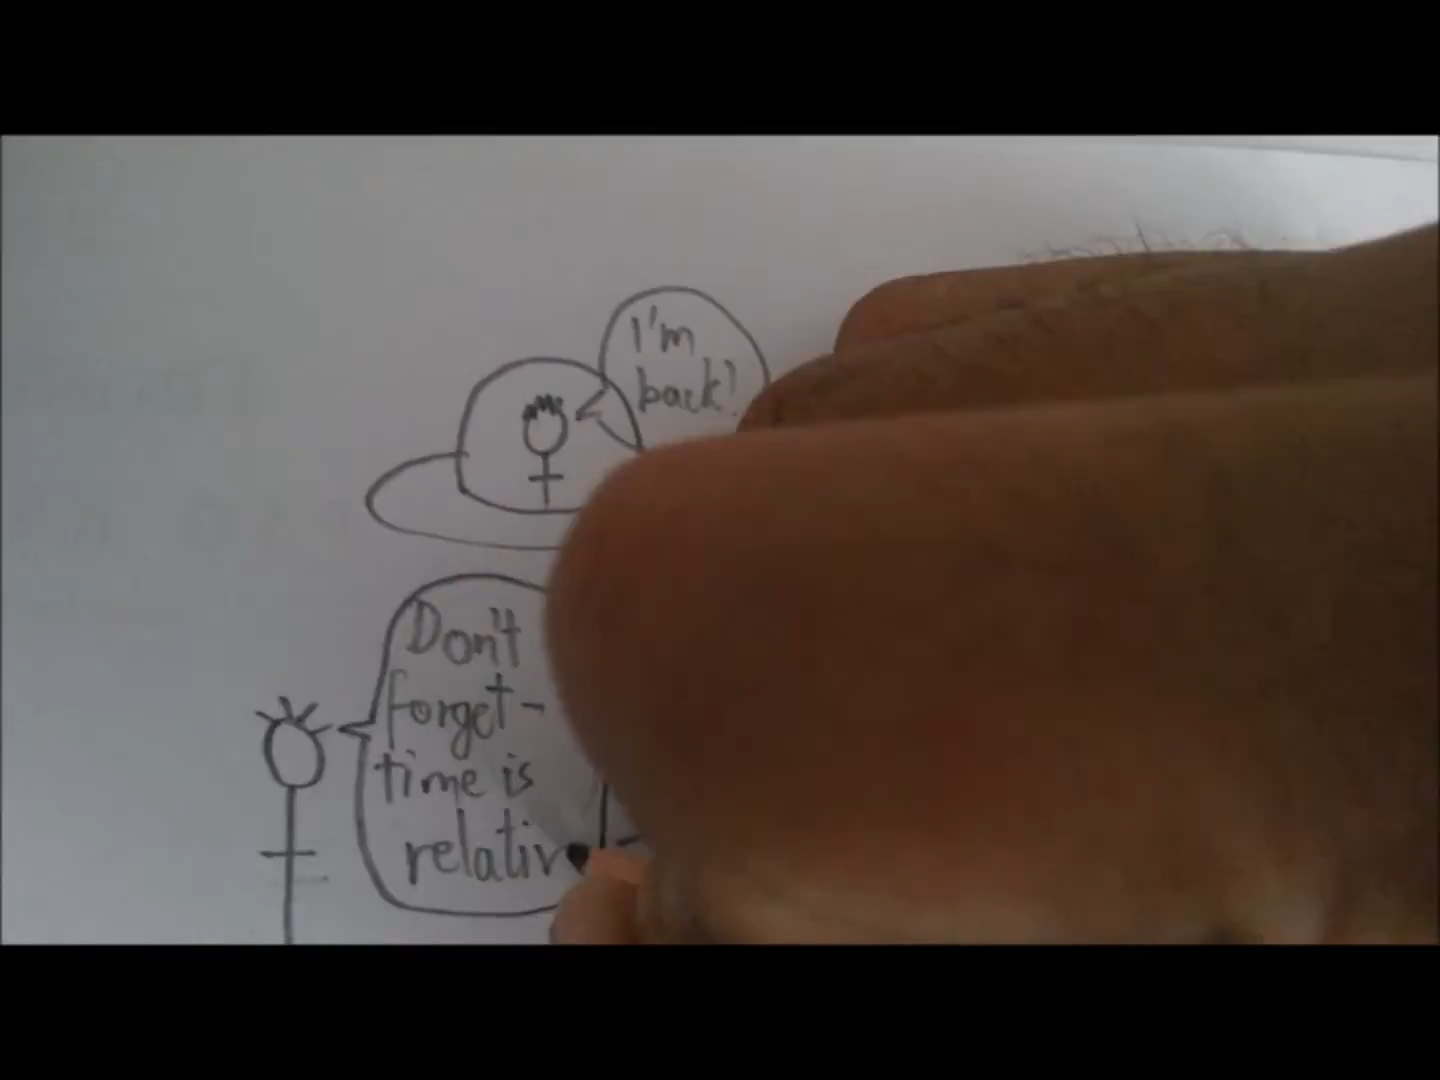 I'm
back!
Don't
forget -
time is
relativ